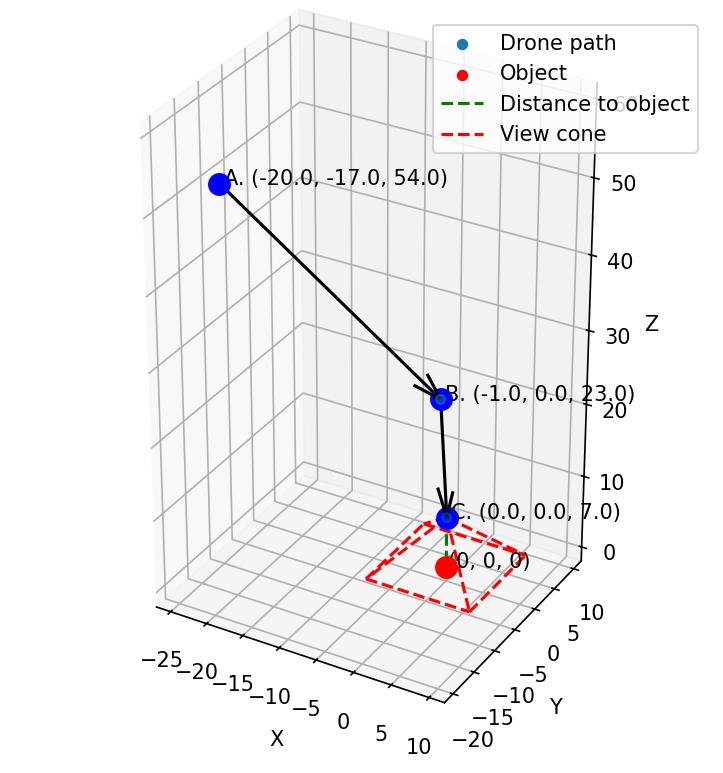 Drone path
Object
Distance to object
View cone
A. (-20.0, -17.0, 54.0)
B. (-1.0, 0.0, 23.0)
C. (0.0, 0.0, 7.0)
(0, 0, 0)
60
50
40
30
20
10
0
Z
−25
−20
−15
−10
−5
0
5
10
X
−20
−15
−10
−5
0
5
10
Y